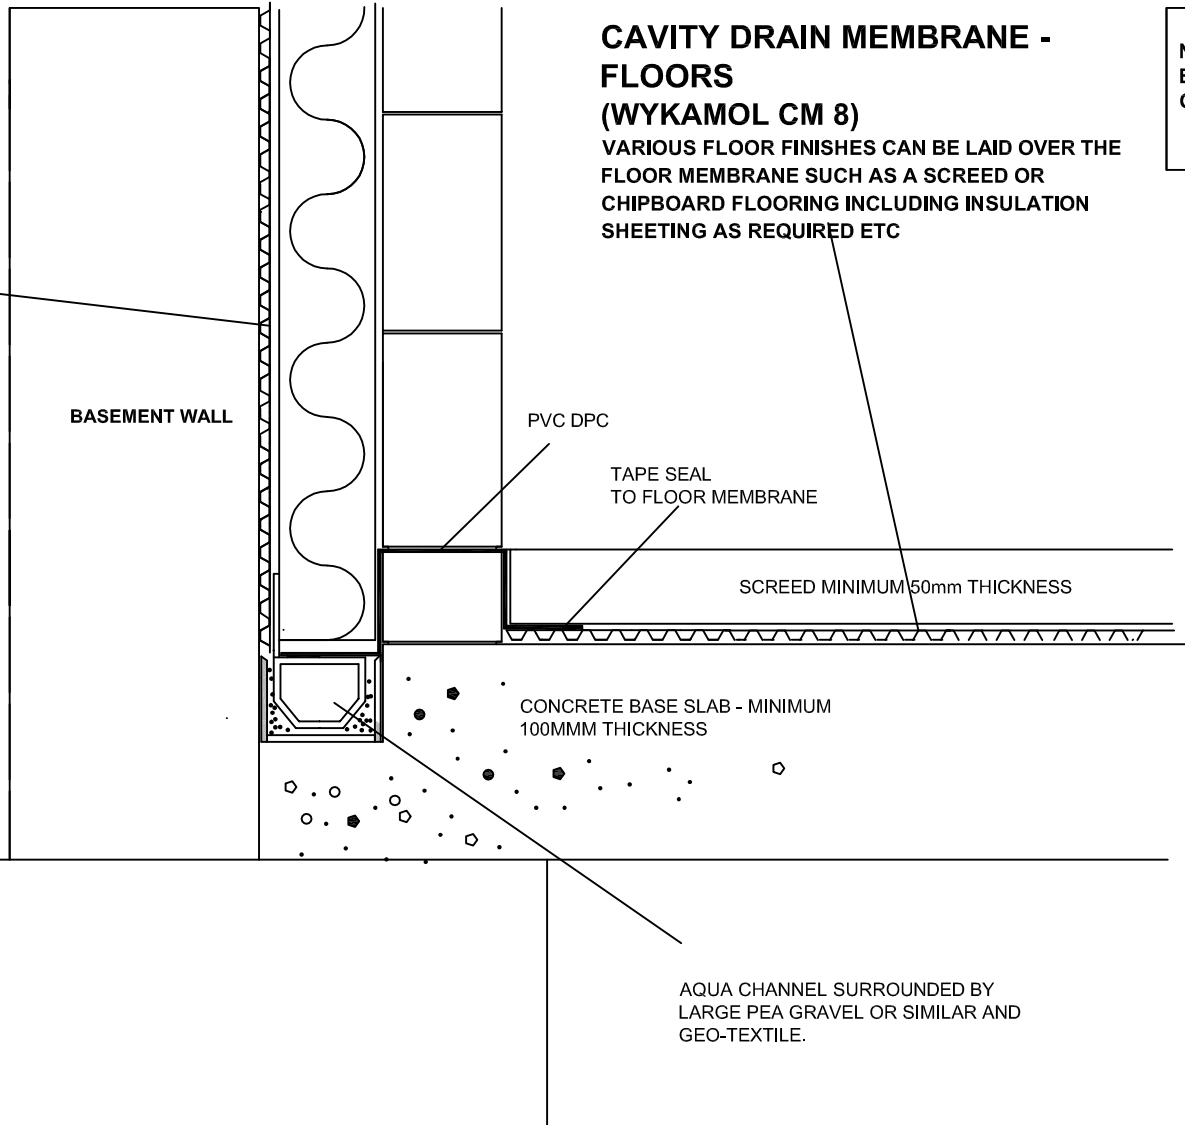 CAVITY DRAIN MEMBRANE -
FLOORS
(WYKAMOL CM 8)
VARIOUS FLOOR FINISHES CAN BE LAID OVER THE
FLOOR MEMBRANE SUCH AS A SCREED OR
CHIPBOARD FLOORING INCLUDING INSULATION
SHEETING AS REQUIRED ETC
BASEMENT WALL
PVC DPC
TAPE SEAL
TO FLOOR MEMBRANE
SCREED MINIMUM 50mm THICKNESS
CONCRETE BASE SLAB - MINIMUM
100MMM THICKNESS
AQUA CHANNEL SURROUNDED BY
LARGE PEA GRAVEL OR SIMILAR AND
GEO-TEXTILE.